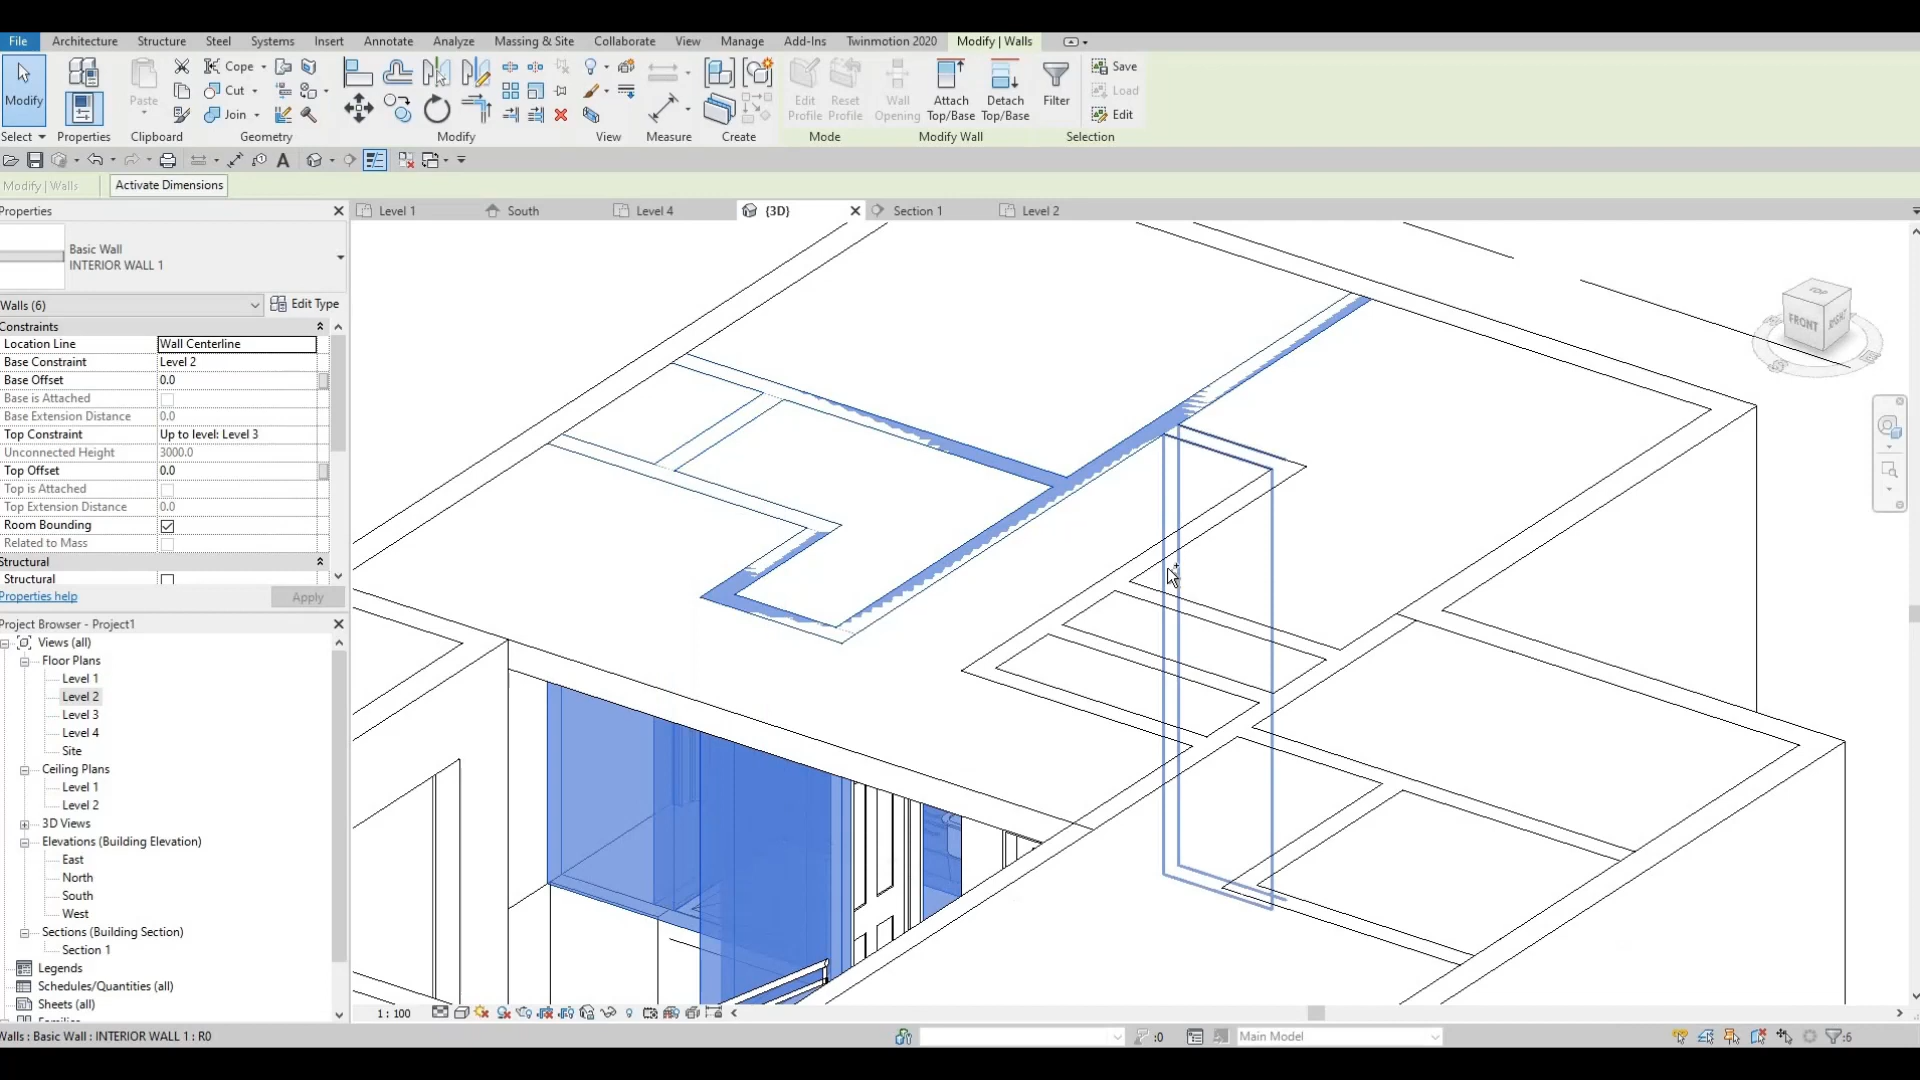 File Architecture Structure Steel Systems Insert Annotate Analyze Massing & Site Collaborate View Manage Add-Ins Twinmotion 2020 Modify | Walls
Cope Save
Modify Paste Cut Edit Profile Reset Profile Wall Opening Attach Top/Base Detach Top/Base Filter Load
Join Edit
Select Properties Clipboard Geometry Modify View Measure Create Mode Modify Wall Selection
A
Modify | Walls Activate Dimensions
Properties Level 1 South Level 4 {3D} Section 1 Level 2
Basic Wall
INTERIOR WALL 1
Walls (6) Edit Type
Constraints
Location Line Wall Centerline
Base Constraint Level 2
Base Offset 0.0
Base is Attached
Base Extension Distance 0.0
Top Constraint Up to level: Level 3
Unconnected Height 3000.0
Top Offset 0.0
Top is Attached
Top Extension Distance 0.0
Room Bounding
Related to Mass
Structural
Structural
Properties help Apply
TOP
FRONT RIGHT
Project Browser - Project1
Views (all)
Floor Plans
Level 1
Level 2
Level 3
Level 4
Site
Ceiling Plans
Level 1
Level 2
3D Views
Elevations (Building Elevation)
East
North
South
West
Sections (Building Section)
Section 1
Legends
Schedules/Quantities (all)
Sheets (all)
1 : 100
Walls : Basic Wall : INTERIOR WALL 1 : R0 :0 Main Model :6